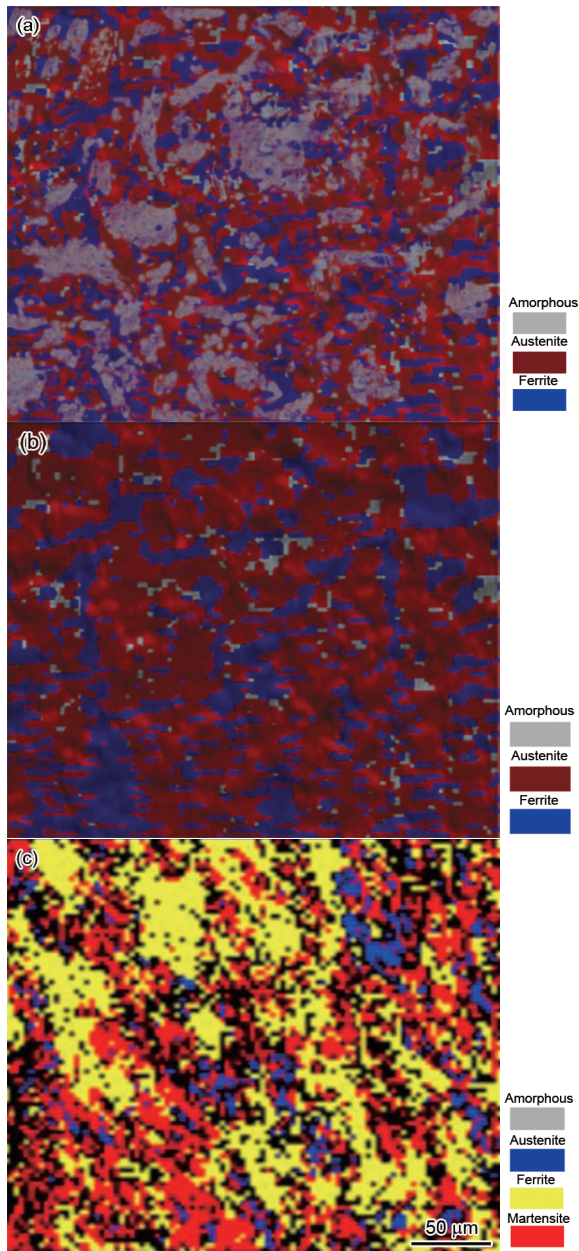 (a)
Amorphous
Austenite
Ferrite
(b)
Amorphous
Austenite
Ferrite
(c)
Amorphous
Austenite
Ferrite
Martensite
50 μm